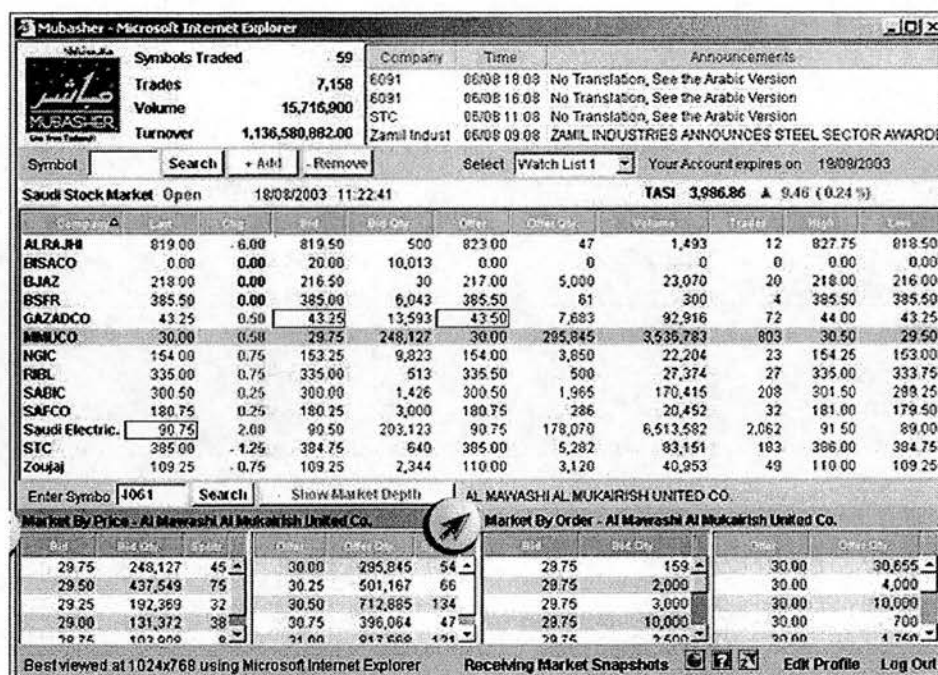 Mubasher - Microsoft Internet Explorer
مباشر
MUBASHER
Symbols Traded 59
Trades 7,158
Volume 15,716,900
Turnover 1,136,580,882.00
Company Time Announcements
6091 06/08 18:08 No Translation, See the Arabic Version
6091 06/08 16:08 No Translation, See the Arabic Version
STC 06/08 11:08 No Translation, See the Arabic Version
Zamil Indust 06/08 09:08 ZAMIL INDUSTRIES ANNOUNCES STEEL SECTOR AWARDE
Symbol Search + Add - Remove Select Watch List 1 Your Account expires on 19/09/2003
Saudi Stock Market Open 18/08/2003 11:22:41 TASI 3,986.86 ▲ 9.46 (0.24 %)
Company Last Chg Bid Bid Qty Offer Offer Qty Volume Trades High Low
ALRAJHI 819.00 - 6.00 819.50 500 823.00 47 1,493 12 827.75 818.50
BISACO 0.00 0.00 20.00 10,013 0.00 0 0 0 0.00 0.00
BJAZ 218.00 0.00 216.50 30 217.00 5,000 23,070 20 218.00 216.00
BSFR 385.50 0.00 385.00 6,043 385.50 61 300 4 385.50 385.50
GAZADCO 43.25 0.50 43.25 13,593 43.50 7,683 92,916 72 44.00 43.25
MMUCO 30.00 0.50 29.75 248,127 30.00 295,845 3,536,783 803 30.50 29.50
NGIC 154.00 0.75 153.25 9,823 154.00 3,850 22,204 23 154.25 153.00
RIBL 335.00 0.75 335.00 513 335.50 500 27,374 27 335.00 333.75
SABIC 300.50 0.25 300.00 1,426 300.50 1,965 170,415 208 301.50 299.25
SAFCO 180.75 0.25 180.25 3,000 180.75 286 20,452 32 181.00 179.50
Saudi Electric. 90.75 2.00 90.50 203,123 90.75 178,070 6,513,582 2,062 91.50 89.00
STC 385.00 - 1.25 384.75 640 385.00 5,282 83,151 183 386.00 384.75
Zoujaj 109.25 - 0.75 109.25 2,344 110.00 3,120 40,953 49 110.00 109.25
Enter Symbo 4061 Search Show Market Depth AL MAWASHI AL MUKAIRISH UNITED CO.
Market By Price - Al Mawashi Al Mukairish United Co. Market By Order - Al Mawashi Al Mukairish United Co.
Bid Bid Qty Splits Offer Offer Qty Bid Bid Qty Offer Offer Qty
29.75 248,127 45 30.00 295,845 54 29.75 159 30.00 30,655
29.50 437,549 75 30.25 501,167 66 29.75 2,000 30.00 4,000
29.25 192,369 32 30.50 712,885 134 29.75 3,000 30.00 10,000
29.00 131,372 38 30.75 396,064 47 29.75 10,000 30.00 700
28.75 31.00 121 29.75 2,500 30.00 1,760
Best viewed at 1024x768 using Microsoft Internet Explorer Receiving Market Snapshots Edit Profile Log Out